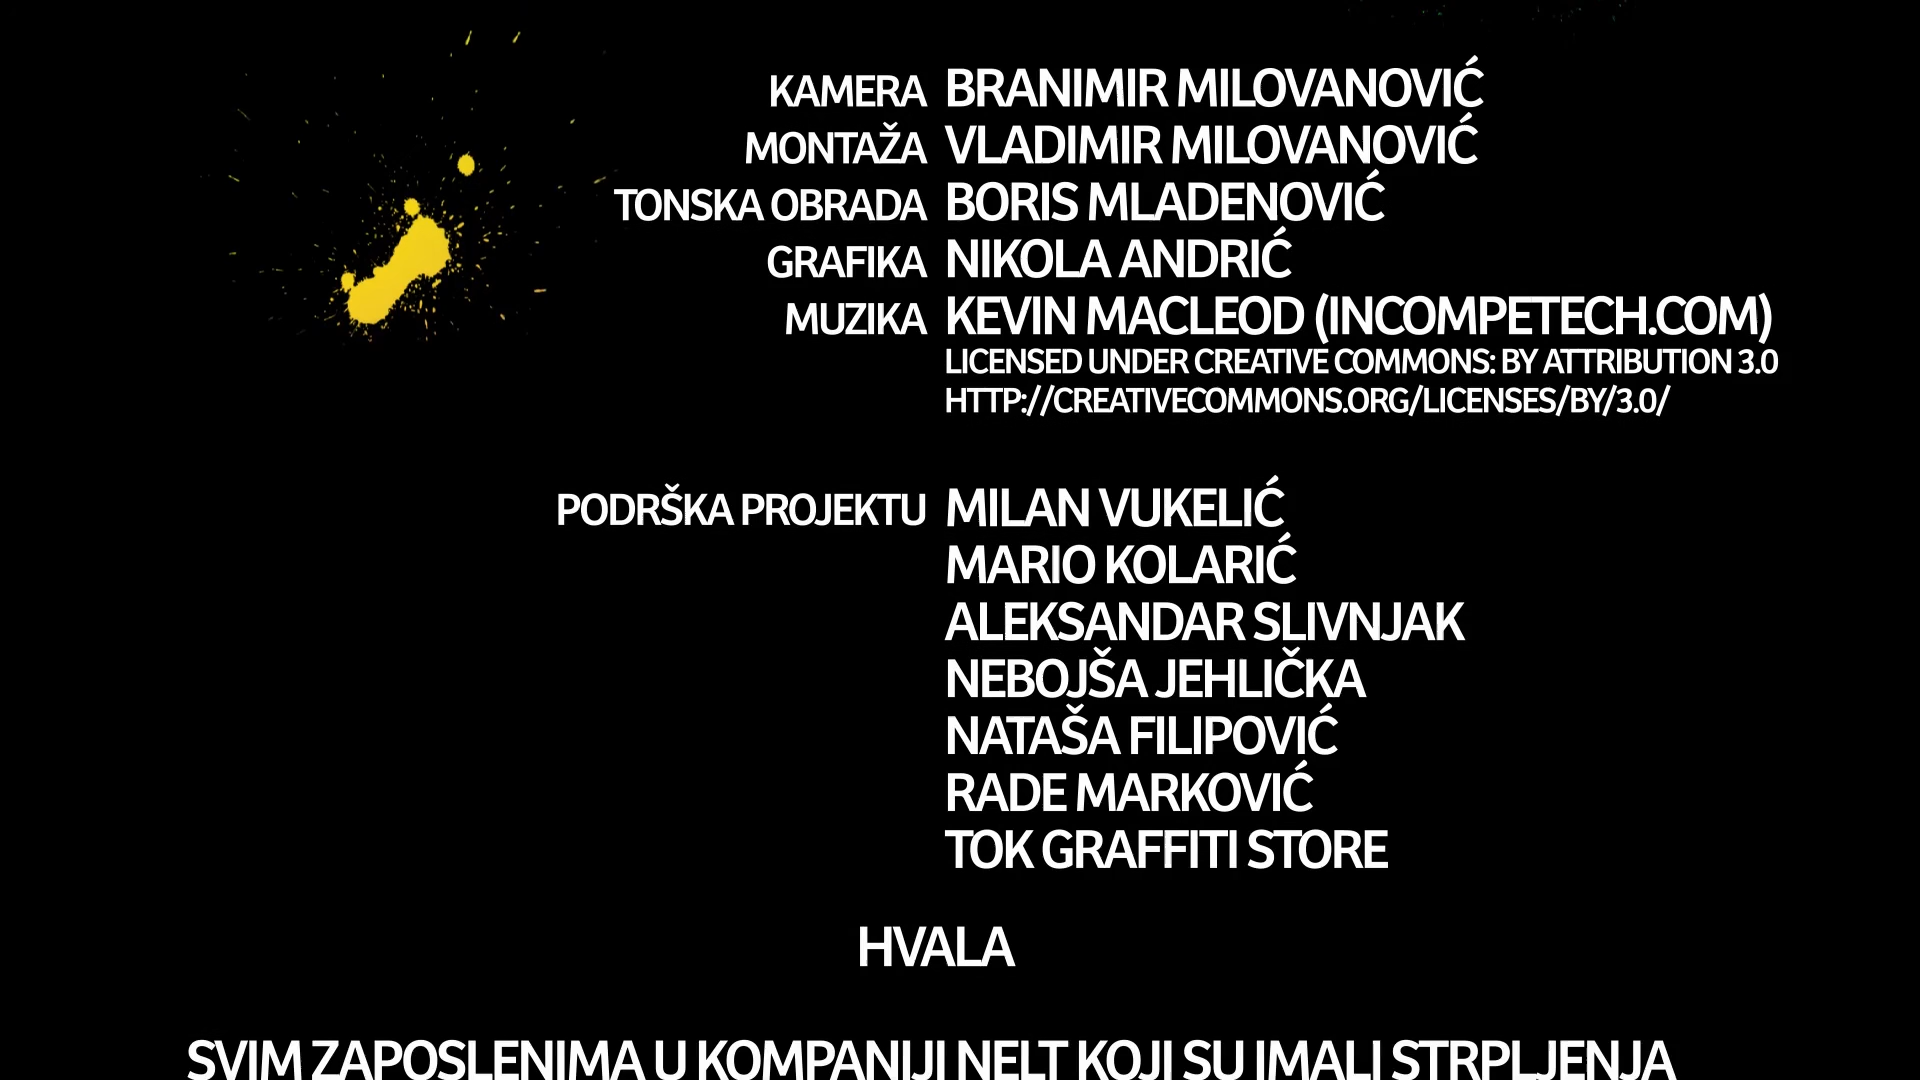 KAMERA BRANIMIR MILOVANOVIĆ
MONTAŽA VLADIMIR MILOVANOVIĆ
TONSKA OBRADA BORIS MLADENOVIĆ
GRAFIKA NIKOLA ANDRIĆ
MUZIKA KEVIN MACLEOD (INCOMPETECH.COM)
LICENSED UNDER CREATIVE COMMONS: BY ATTRIBUTION 3.0
HTTP://CREATIVECOMMONS.ORG/LICENSES/BY/3.0/
PODRŠKA PROJEKTU MILAN VUKELIĆ
MARIO KOLARIĆ
ALEKSANDAR SLIVNJAK
NEBOJŠA JEHLIČKA
NATAŠA FILIPOVIĆ
RADE MARKOVIĆ
TOK GRAFFITI STORE
HVALA
SVIM ZAPOSLENIMA U KOMPANIJI NELT KOJI SU IMALI STRPLJENJA